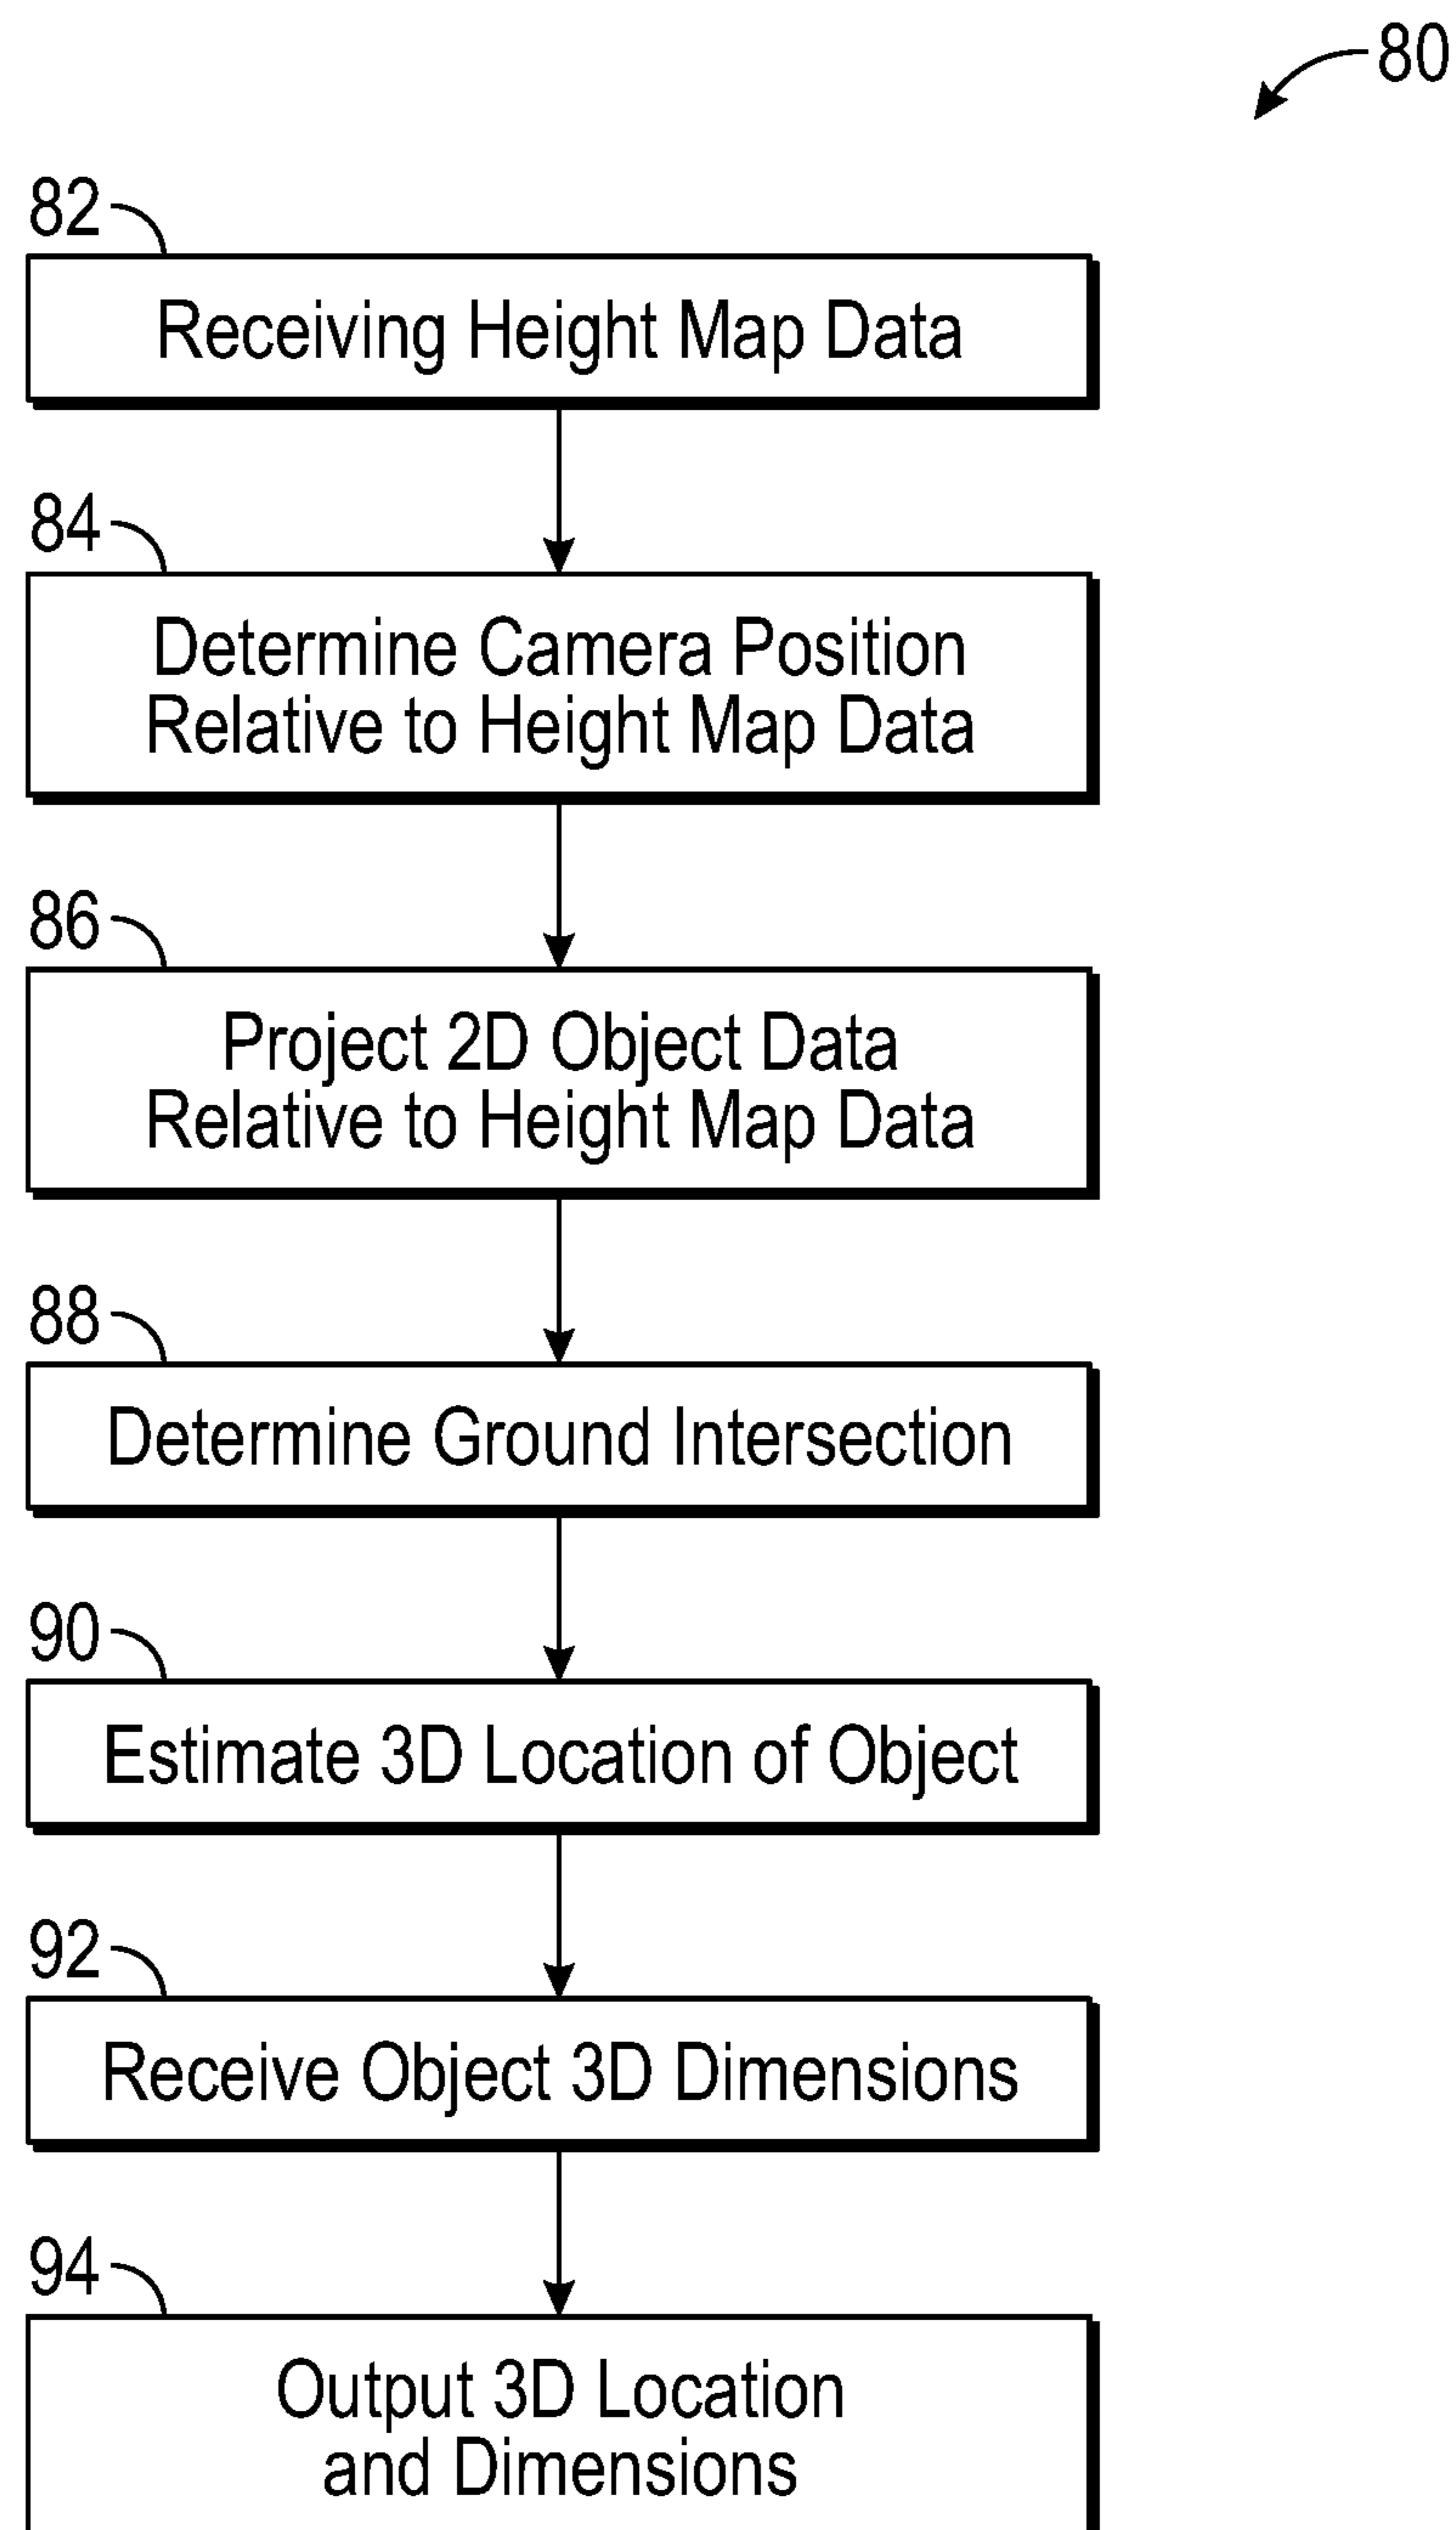 80
82
Receiving Height Map Data
84
Determine Camera Position
Relative to Height Map Data
86
Project 2D Object Data
Relative to Height Map Data
88
Determine Ground Intersection
90
Estimate 3D Location of Object
92
Receive Object 3D Dimensions
94
Output 3D Location
and Dimensions